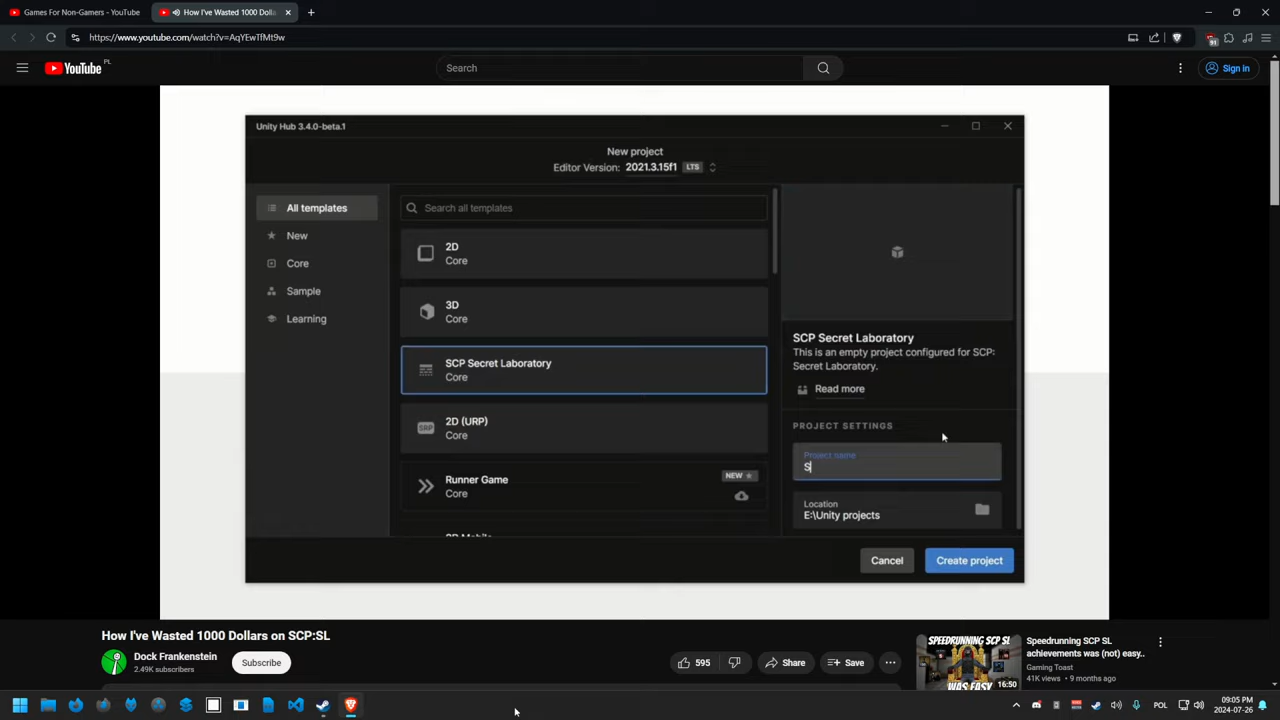 Games For Non-Gamers - YouTube
How I've Wasted 1000 Dolla
https://www.youtube.com/watch?v=AqYEwTfMt9w
91
YouTube PL
Search
Sign in
Unity Hub 3.4.0-beta.1
New project
Editor Version: 2021.3.15f1 LTS
All templates
New
Core
Sample
Learning
Search all templates
2D
Core
3D
Core
SCP Secret Laboratory
Core
SRP
2D (URP)
Core
Runner Game
Core
NEW
SCP Secret Laboratory
This is an empty project configured for SCP:
Secret Laboratory.
Read more
PROJECT SETTINGS
Project name
S
Location
E:\Unity projects
Cancel
Create project
How I've Wasted 1000 Dollars on SCP:SL
Dock Frankenstein
2.49K subscribers
Subscribe
595
Share
Save
SPEEDRUNNING SCP SL
WAS EASY
16:50
Speedrunning SCP SL
achievements was (not) easy..
Gaming Toast
41K views • 9 months ago
POL
09:05 PM
2024-07-26